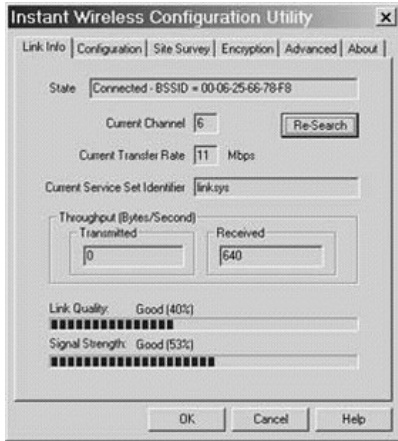 Instant Wireless Configuration Utility
Link Info Configuration Site Survey Encryption Advanced About
State Connected - BSSID = 00-06-25-66-78-F8
Current Channel 6 Re-Search
Current Transfer Rate 11 Mbps
Current Service Set Identifier linksys
Throughput (Bytes/Second)
Transmitted Received
0 640
Link Quality: Good (40%)
Signal Strength: Good (53%)
OK Cancel Help